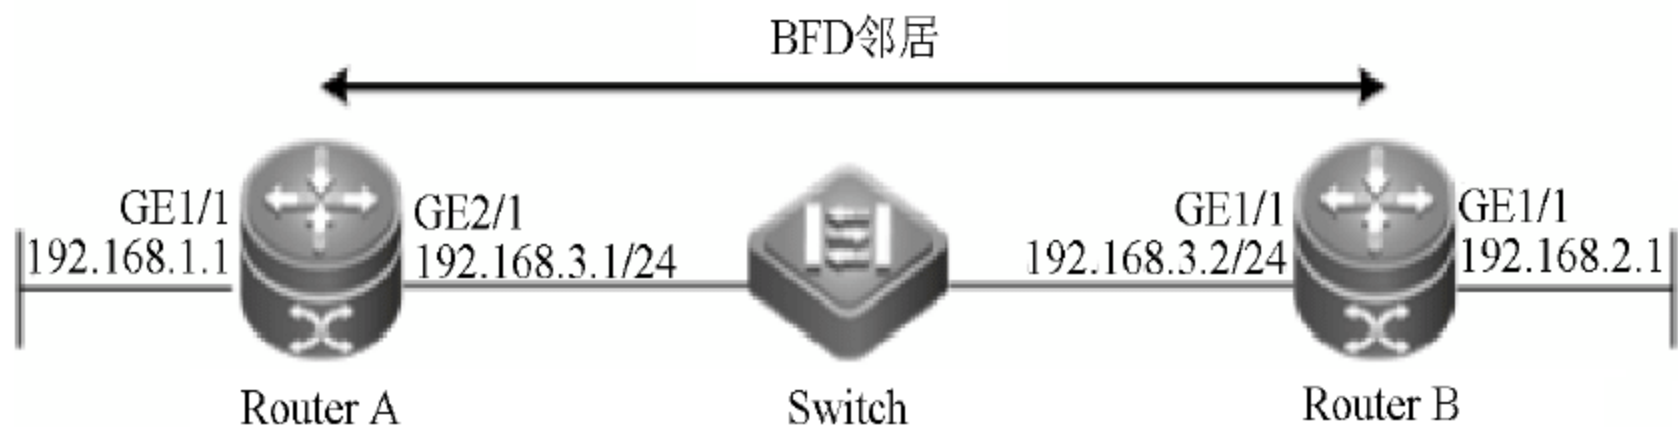 BFD邻居
GE1/1
192.168.1.1
GE2/1
192.168.3.1/24
GE1/1
192.168.3.2/24
GE1/1
192.168.2.1
Router A
Switch
Router B